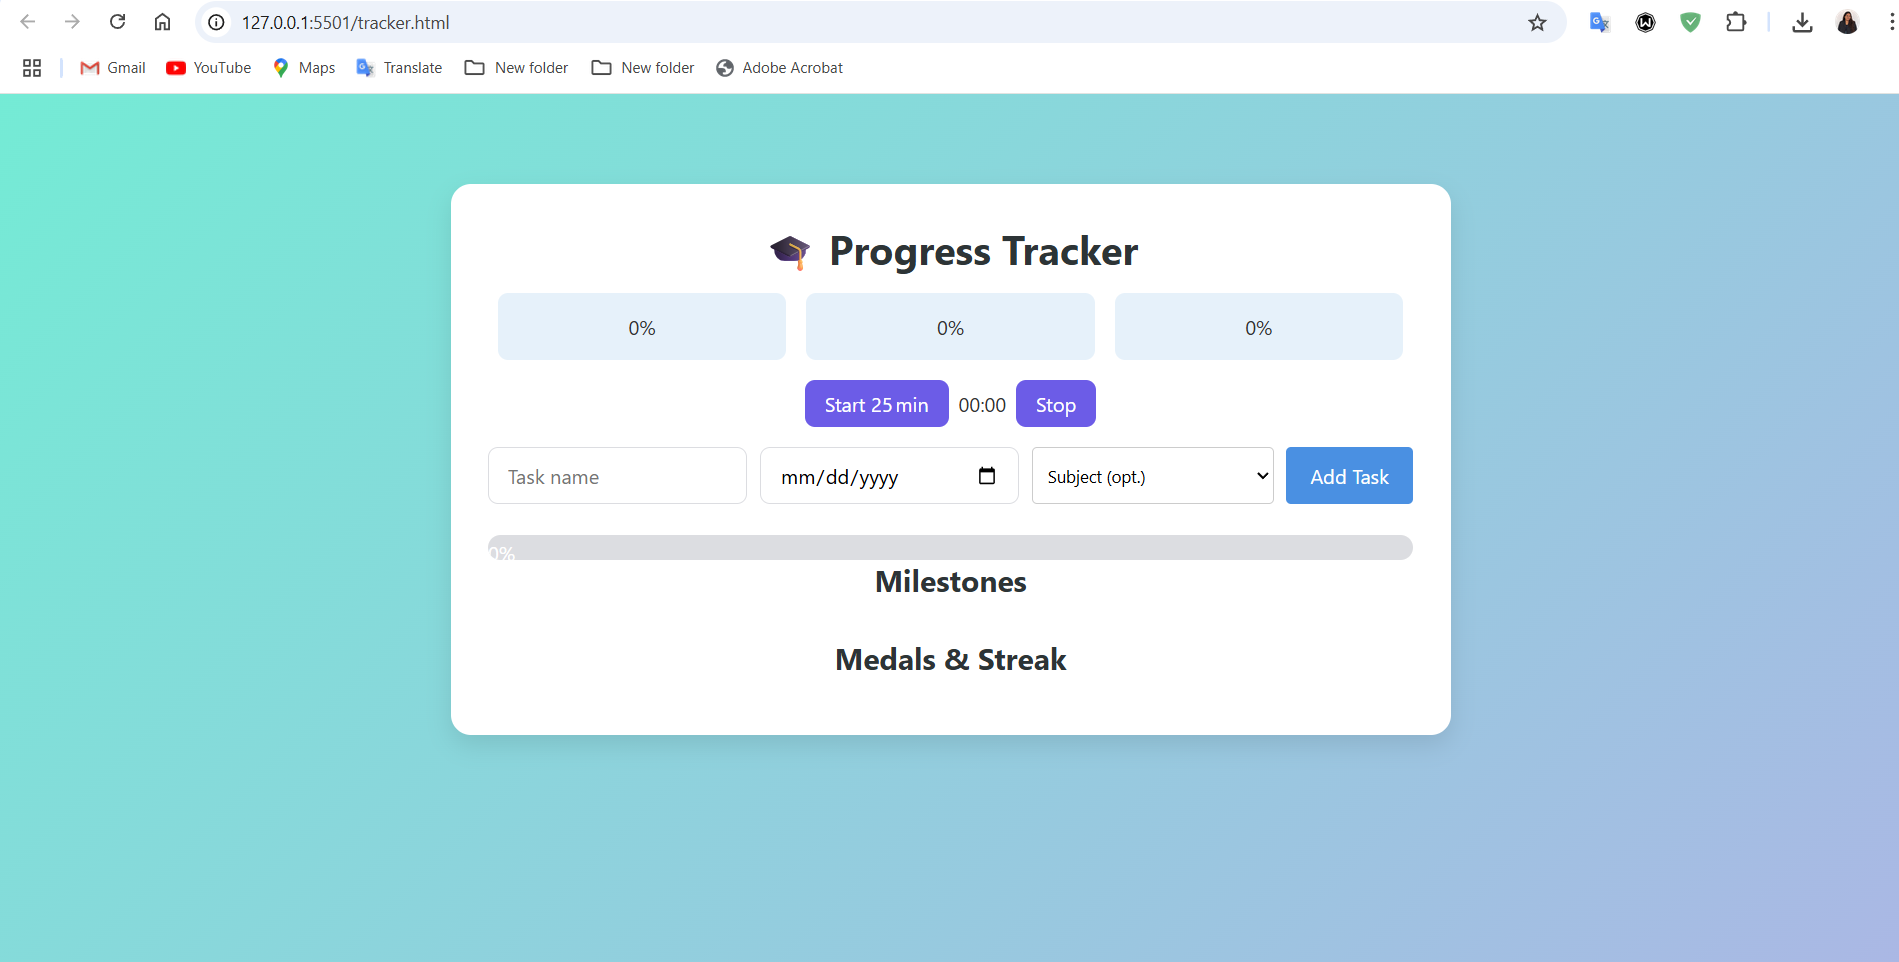 127.0.0.1:5501/tracker.html
Gmail YouTube Maps Translate New folder New folder Adobe Acrobat
Progress Tracker
0% 0% 0%
Start 25 min 00:00 Stop
Task name mm/dd/yyyy Subject (opt.) Add Task
0%
Milestones
Medals & Streak